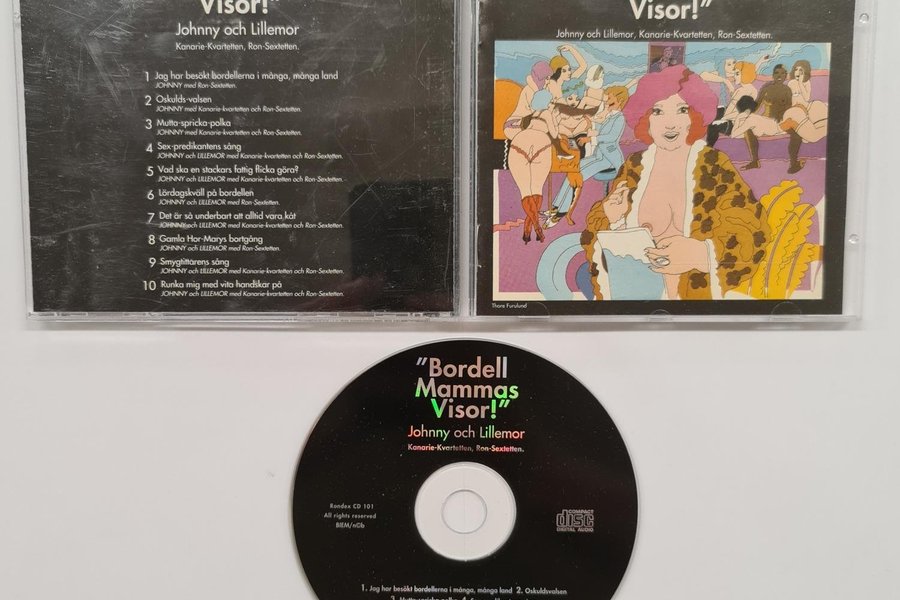 Visor!"
Johnny och Lillemor
Kanarie-Kvartetten, Ron-Sextetten.
1 Jag har besökt bordellerna i många, många land
JOHNNY med Ron-Sextetten.
2 Oskulds-valsen
JOHNNY med Kanarie-kvartetten och Ron-Sextetten.
3 Mutta-spricka-polka
JOHNNY med Kanarie-kvartetten och Ron-Sextetten.
4 Sex-predikantens sång
JOHNNY och LILLEMOR med Kanarie-kvartetten och Ron-Sextetten.
5 Vad ska en stackars fattig flicka göra?
JOHNNY och LILLEMOR med Kanarie-kvartetten och Ron-Sextetten.
6 Lördagskväll på bordellen
JOHNNY och LILLEMOR med Ron-Sextetten.
7 Det är så underbart att alltid vara kåt
JOHNNY och LILLEMOR med Kanarie-kvartetten och Ron-Sextetten.
8 Gamla Hor-Marys bortgång
JOHNNY och LILLEMOR med Ron-Sextetten.
9 Smygtittarens sång
JOHNNY och LILLEMOR med Kanarie-kvartetten och Ron-Sextetten.
10 Runka mig med vita handskar på
JOHNNY och LILLEMOR med Kanarie-kvartetten och Ron-Sextetten.
Visor!"
Johnny och Lillemor, Kanarie-Kvartetten, Ron-Sextetten.
Thore Furulund
"Bordell
Mammas
Visor!"
Johnny och Lillemor
Kanarie-Kvartetten, Ron-Sextetten.
Rondex CD 101
All rights reserved
BIEM/nCb
COMPACT
disc
DIGITAL AUDIO
1. Jag har besökt bordellerna i många, många land 2. Oskuldsvalsen